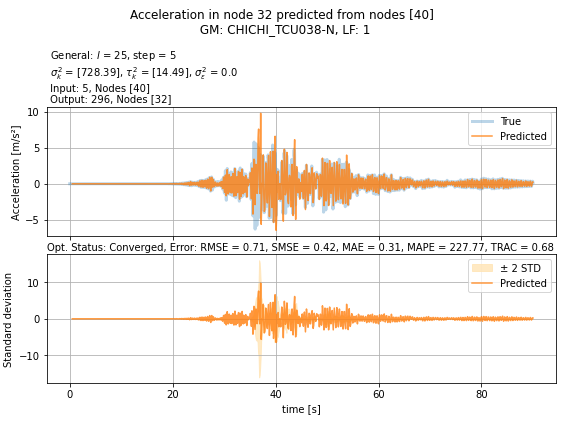 Acceleration in node 32 predicted from nodes [40]
GM: CHICHI_TCU038-N, LF: 1
General: l = 25, step = 5
σ²ₖ = [728.39], τ²ₖ = [14.49], σ²ε = 0.0
Input: 5, Nodes [40]
Output: 296, Nodes [32]
Acceleration [m/s²]
10
5
0
−5
True
Predicted
Opt. Status: Converged, Error: RMSE = 0.71, SMSE = 0.42, MAE = 0.31, MAPE = 227.77, TRAC = 0.68
Standard deviation
10
0
−10
± 2 STD
Predicted
0 20 40 60 80
time [s]